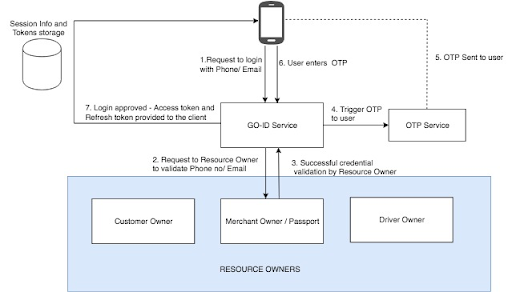 Session Info and
Tokens storage
1.Request to login
with Phone/ Email
6. User enters OTP
5. OTP Sent to user
7. Login approved - Access token and
Refresh token provided to the client
GO-ID Service
4. Trigger OTP
to user
OTP Service
2. Request to Resource Owner
to validate Phone no/ Email
3. Successful credential
validation by Resource Owner
Customer Owner
Merchant Owner / Passport
Driver Owner
RESOURCE OWNERS